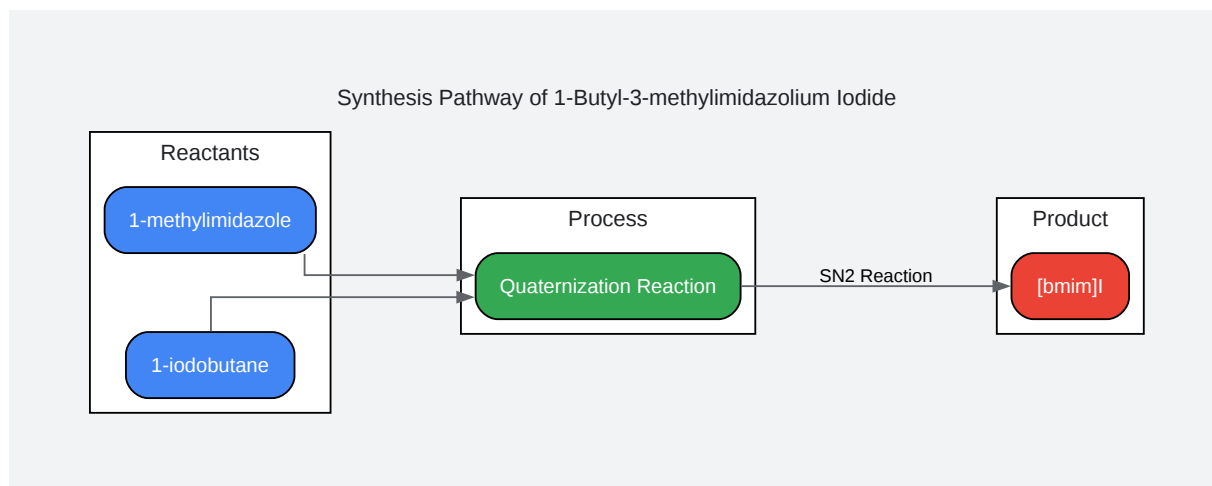 Synthesis Pathway of 1-Butyl-3-methylimidazolium Iodide
Reactants
1-methylimidazole
1-iodobutane
Process
Quaternization Reaction
SN2 Reaction
Product
[bmim]I